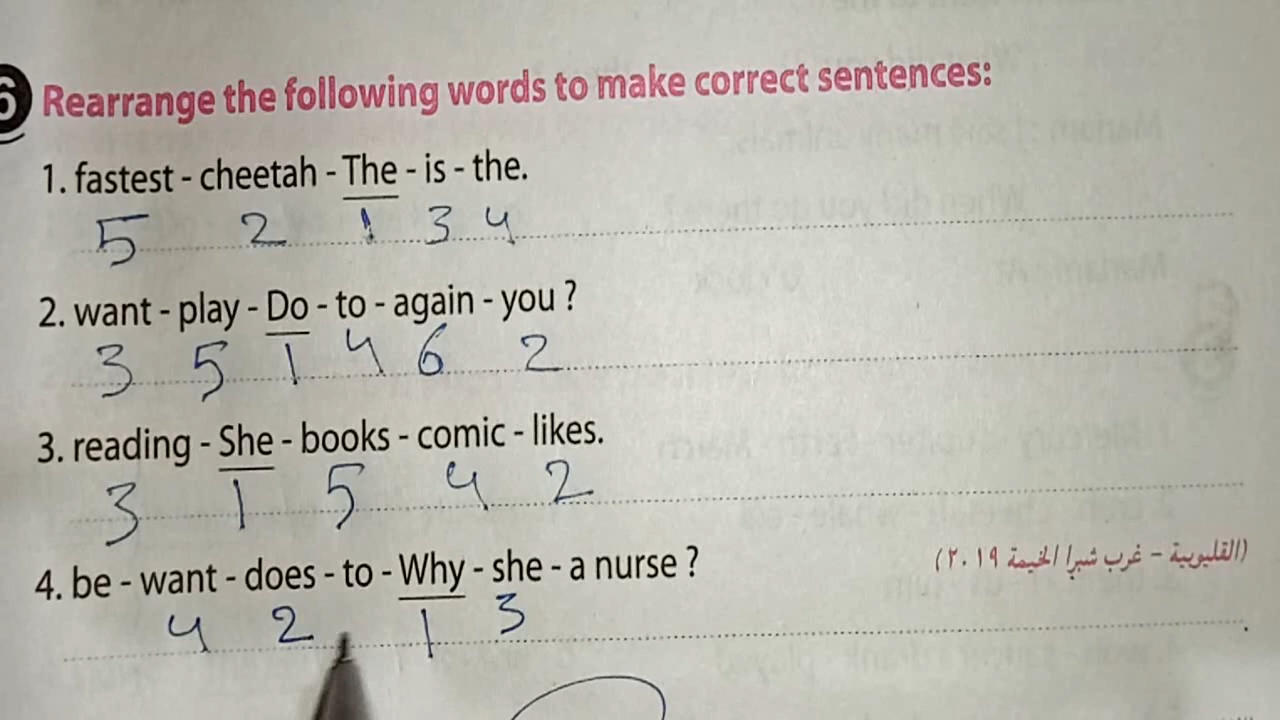 6 Rearrange the following words to make correct sentences:
1. fastest - cheetah - The - is - the.
5 2 1 3 4
2. want - play - Do - to - again - you ?
3 5 1 4 6 2
3. reading - She - books - comic - likes.
3 1 5 4 2
4. be - want - does - to - Why - she - a nurse ?
(القليوبية - غرب شبرا الخيمة ٢٠١٩)
4 2 1 3